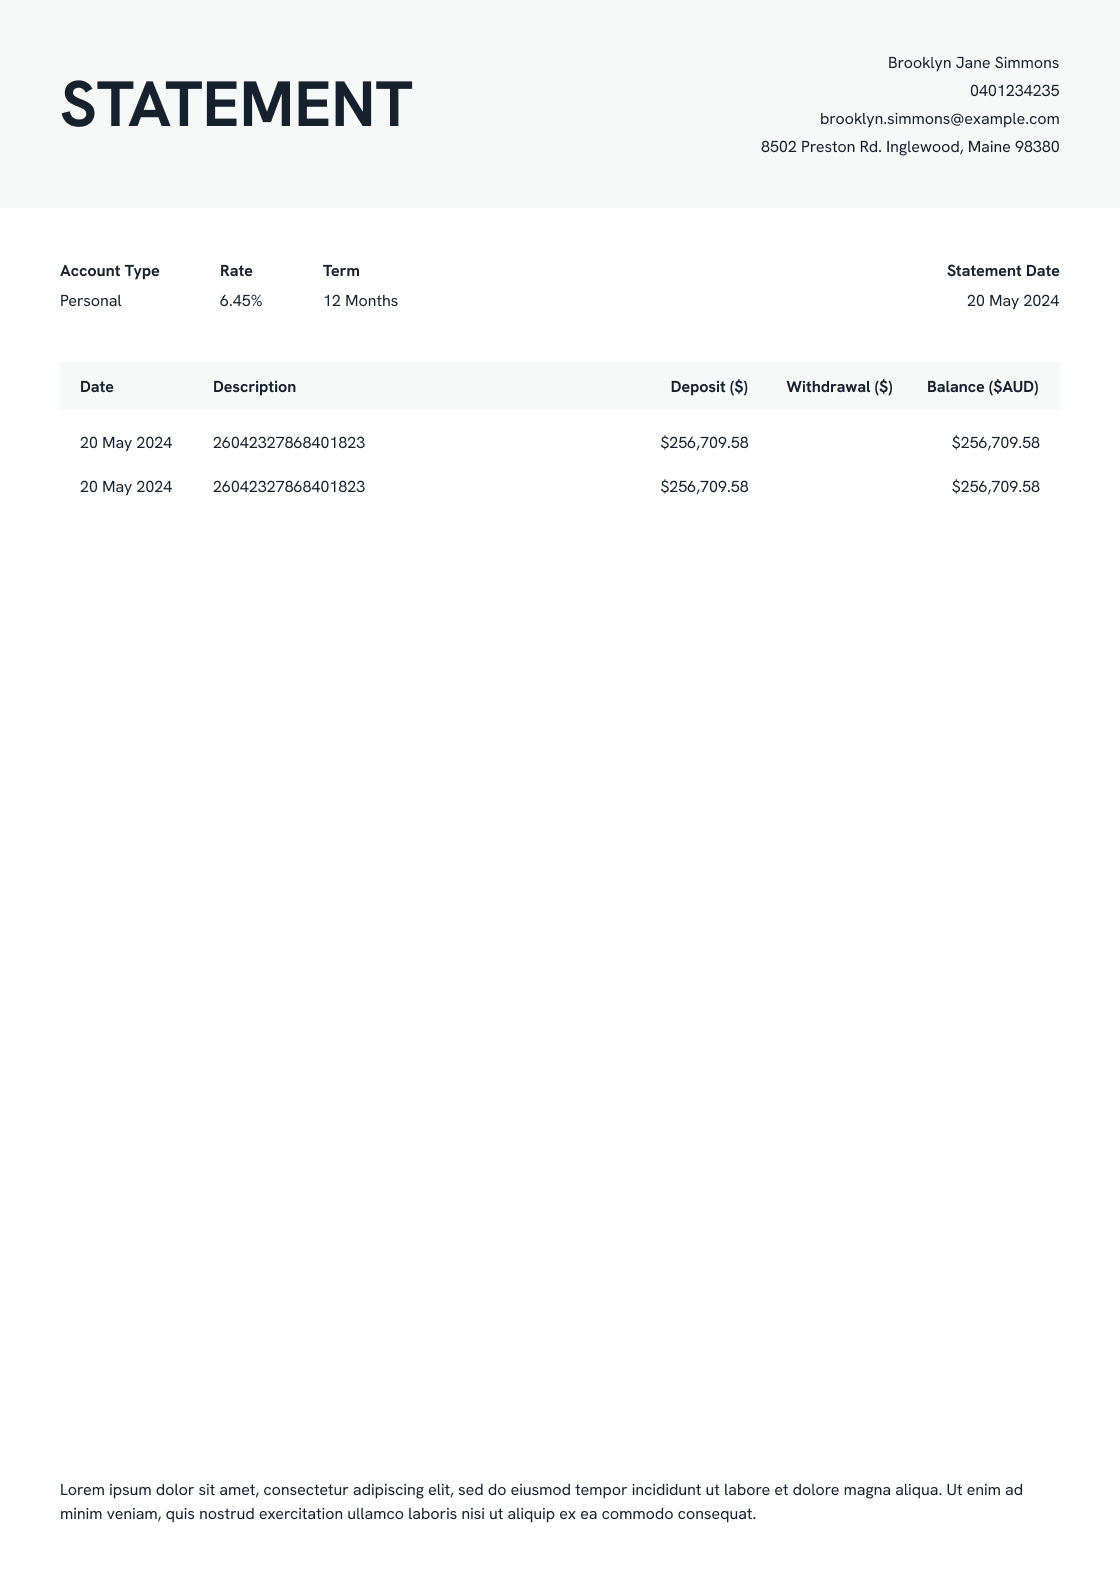 STATEMENT
Brooklyn Jane Simmons
0401234235
brooklyn.simmons@example.com
8502 Preston Rd. Inglewood, Maine 98380
Account Type Rate Term Statement Date
Personal 6.45% 12 Months 20 May 2024
Date Description Deposit ($) Withdrawal ($) Balance ($AUD)
20 May 2024 26042327868401823 $256,709.58 $256,709.58
20 May 2024 26042327868401823 $256,709.58 $256,709.58
Lorem ipsum dolor sit amet, consectetur adipiscing elit, sed do eiusmod tempor incididunt ut labore et dolore magna aliqua. Ut enim ad
minim veniam, quis nostrud exercitation ullamco laboris nisi ut aliquip ex ea commodo consequat.